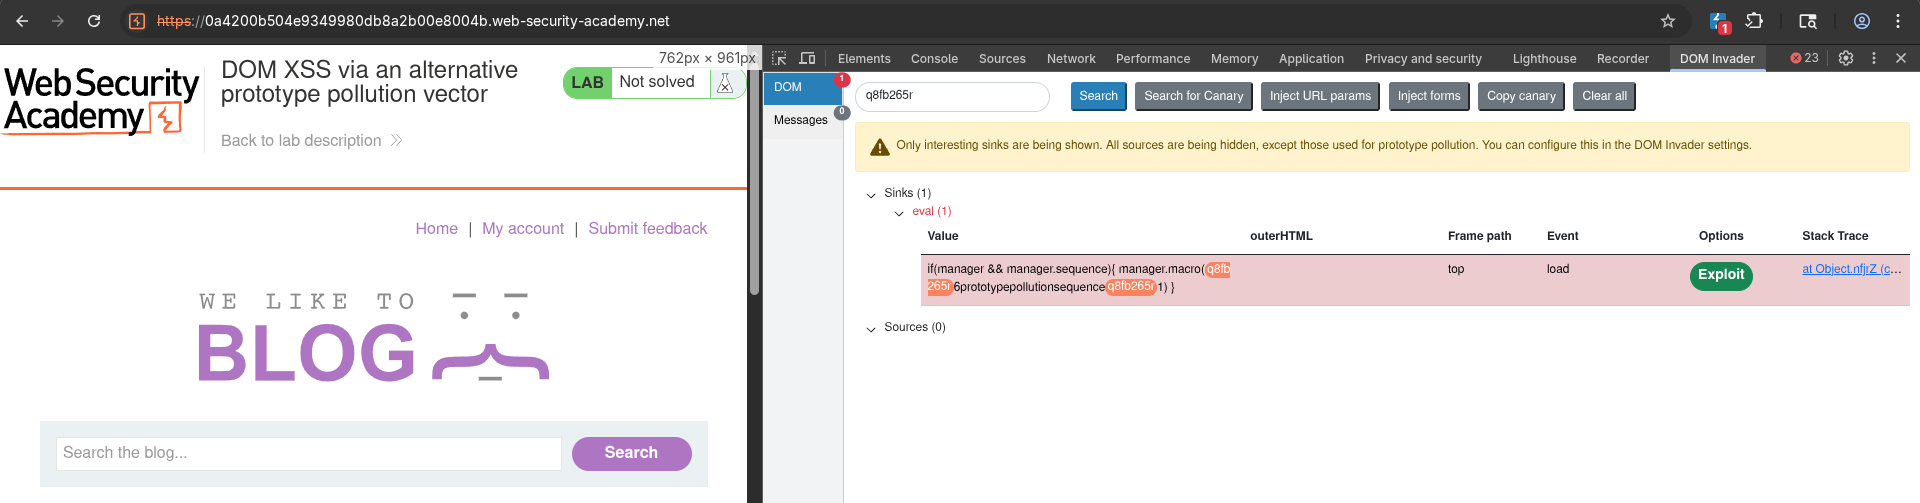 https://0a4200b504e9349980db8a2b00e8004b.web-security-academy.net
1
762px × 961px
Elements Console Sources Network Performance Memory Application Privacy and security Lighthouse Recorder DOM Invader 23
WebSecurity
Academy
DOM XSS via an alternative
prototype pollution vector
LAB Not solved
Back to lab description
Home | My account | Submit feedback
WE LIKE TO
BLOG
Search the blog...
Search
DOM 1
Messages 0
q8fb265r
Search Search for Canary Inject URL params Inject forms Copy canary Clear all
Only interesting sinks are being shown. All sources are being hidden, except those used for prototype pollution. You can configure this in the DOM Invader settings.
Sinks (1)
eval (1)
Value outerHTML Frame path Event Options Stack Trace
if(manager && manager.sequence){ manager.macro(q8fb
265r6prototypepollutionsequenceq8fb265r1) }
top load Exploit at Object.nfjrZ (c...
Sources (0)